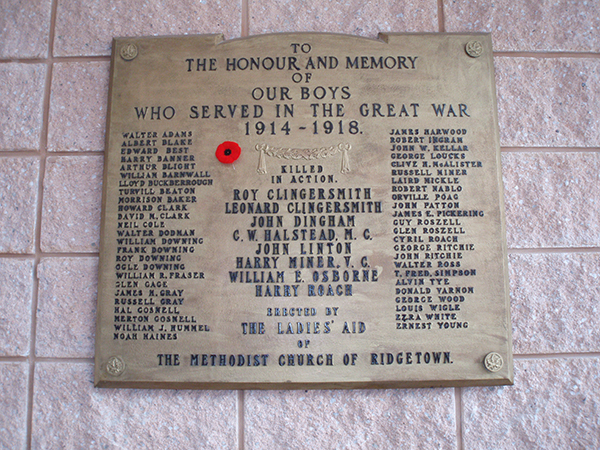 TO
THE HONOUR AND MEMORY
OF
OUR BOYS
WHO SERVED IN THE GREAT WAR
1914 - 1918.
WALTER ADAMS
ALBERT BLAKE
EDWARD BEST
HARRY BANNER
ARTHUR BLIGHT
WILLIAM BARNWALL
LLOYD BUCKBERROUGH
TURVILL BEATON
MORRISON BAKER
HOWARD CLARK
DAVID M. CLARK
NEIL COLE
WALTER DODMAN
WILLIAM DOWNING
FRANK DOWNING
ROY DOWNING
OGLE DOWNING
WILLIAM R. FRASER
GLEN GAGE
JAMES H. GRAY
RUSSELL GRAY
HAL GOSNELL
MERTON GOSNELL
WILLIAM J. HUMMEL
NOAH HAINES
KILLED
IN ACTION.
ROY CLINGERSMITH
LEONARD CLINGERSMITH
JOHN DINGHAM
C. W. HALSTEAD, M. C.
JOHN LINTON
HARRY MINER, V. C.
WILLIAM E. OSBORNE
HARRY ROACH
JAMES HARWOOD
ROBERT INGRAM
JOHN W. KELLAR
GEORGE LOUCKS
CLIVE H. McALISTER
RUSSELL MINER
LAIRD MICKLE
ROBERT NABLO
ORVILLE POAG
JOHN PATTON
JAMES E. PICKERING
GUY ROSZELL
GLEN ROSZELL
CYRIL ROACH
GEORGE RITCHIE
JOHN RITCHIE
WALTER ROSS
T. FRED. SIMPSON
ALVIN TYE
DONALD VARNON
GEORGE WOOD
LOUIS WIGLE
EZRA WHITE
ERNEST YOUNG
ERECTED BY
THE LADIES' AID
OF
THE METHODIST CHURCH OF RIDGETOWN.